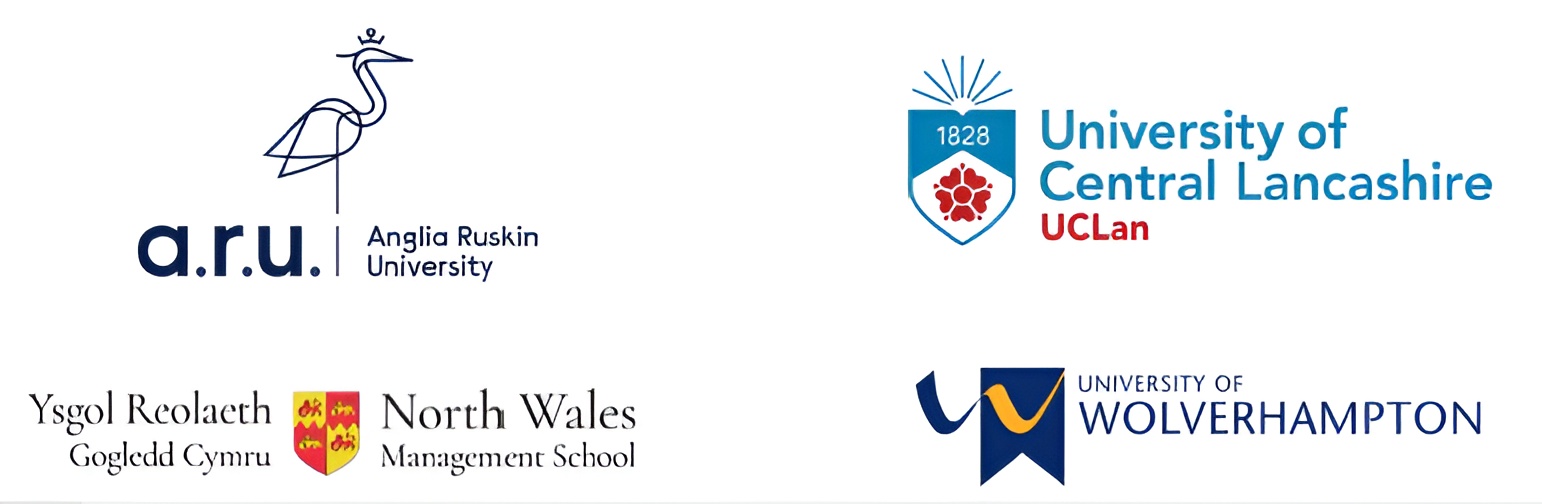 a.r.u.
Anglia Ruskin
University
1828
University of
Central Lancashire
UCLan
Ysgol Reolaeth
Gogledd Cymru
North Wales
Management School
UNIVERSITY OF
WOLVERHAMPTON